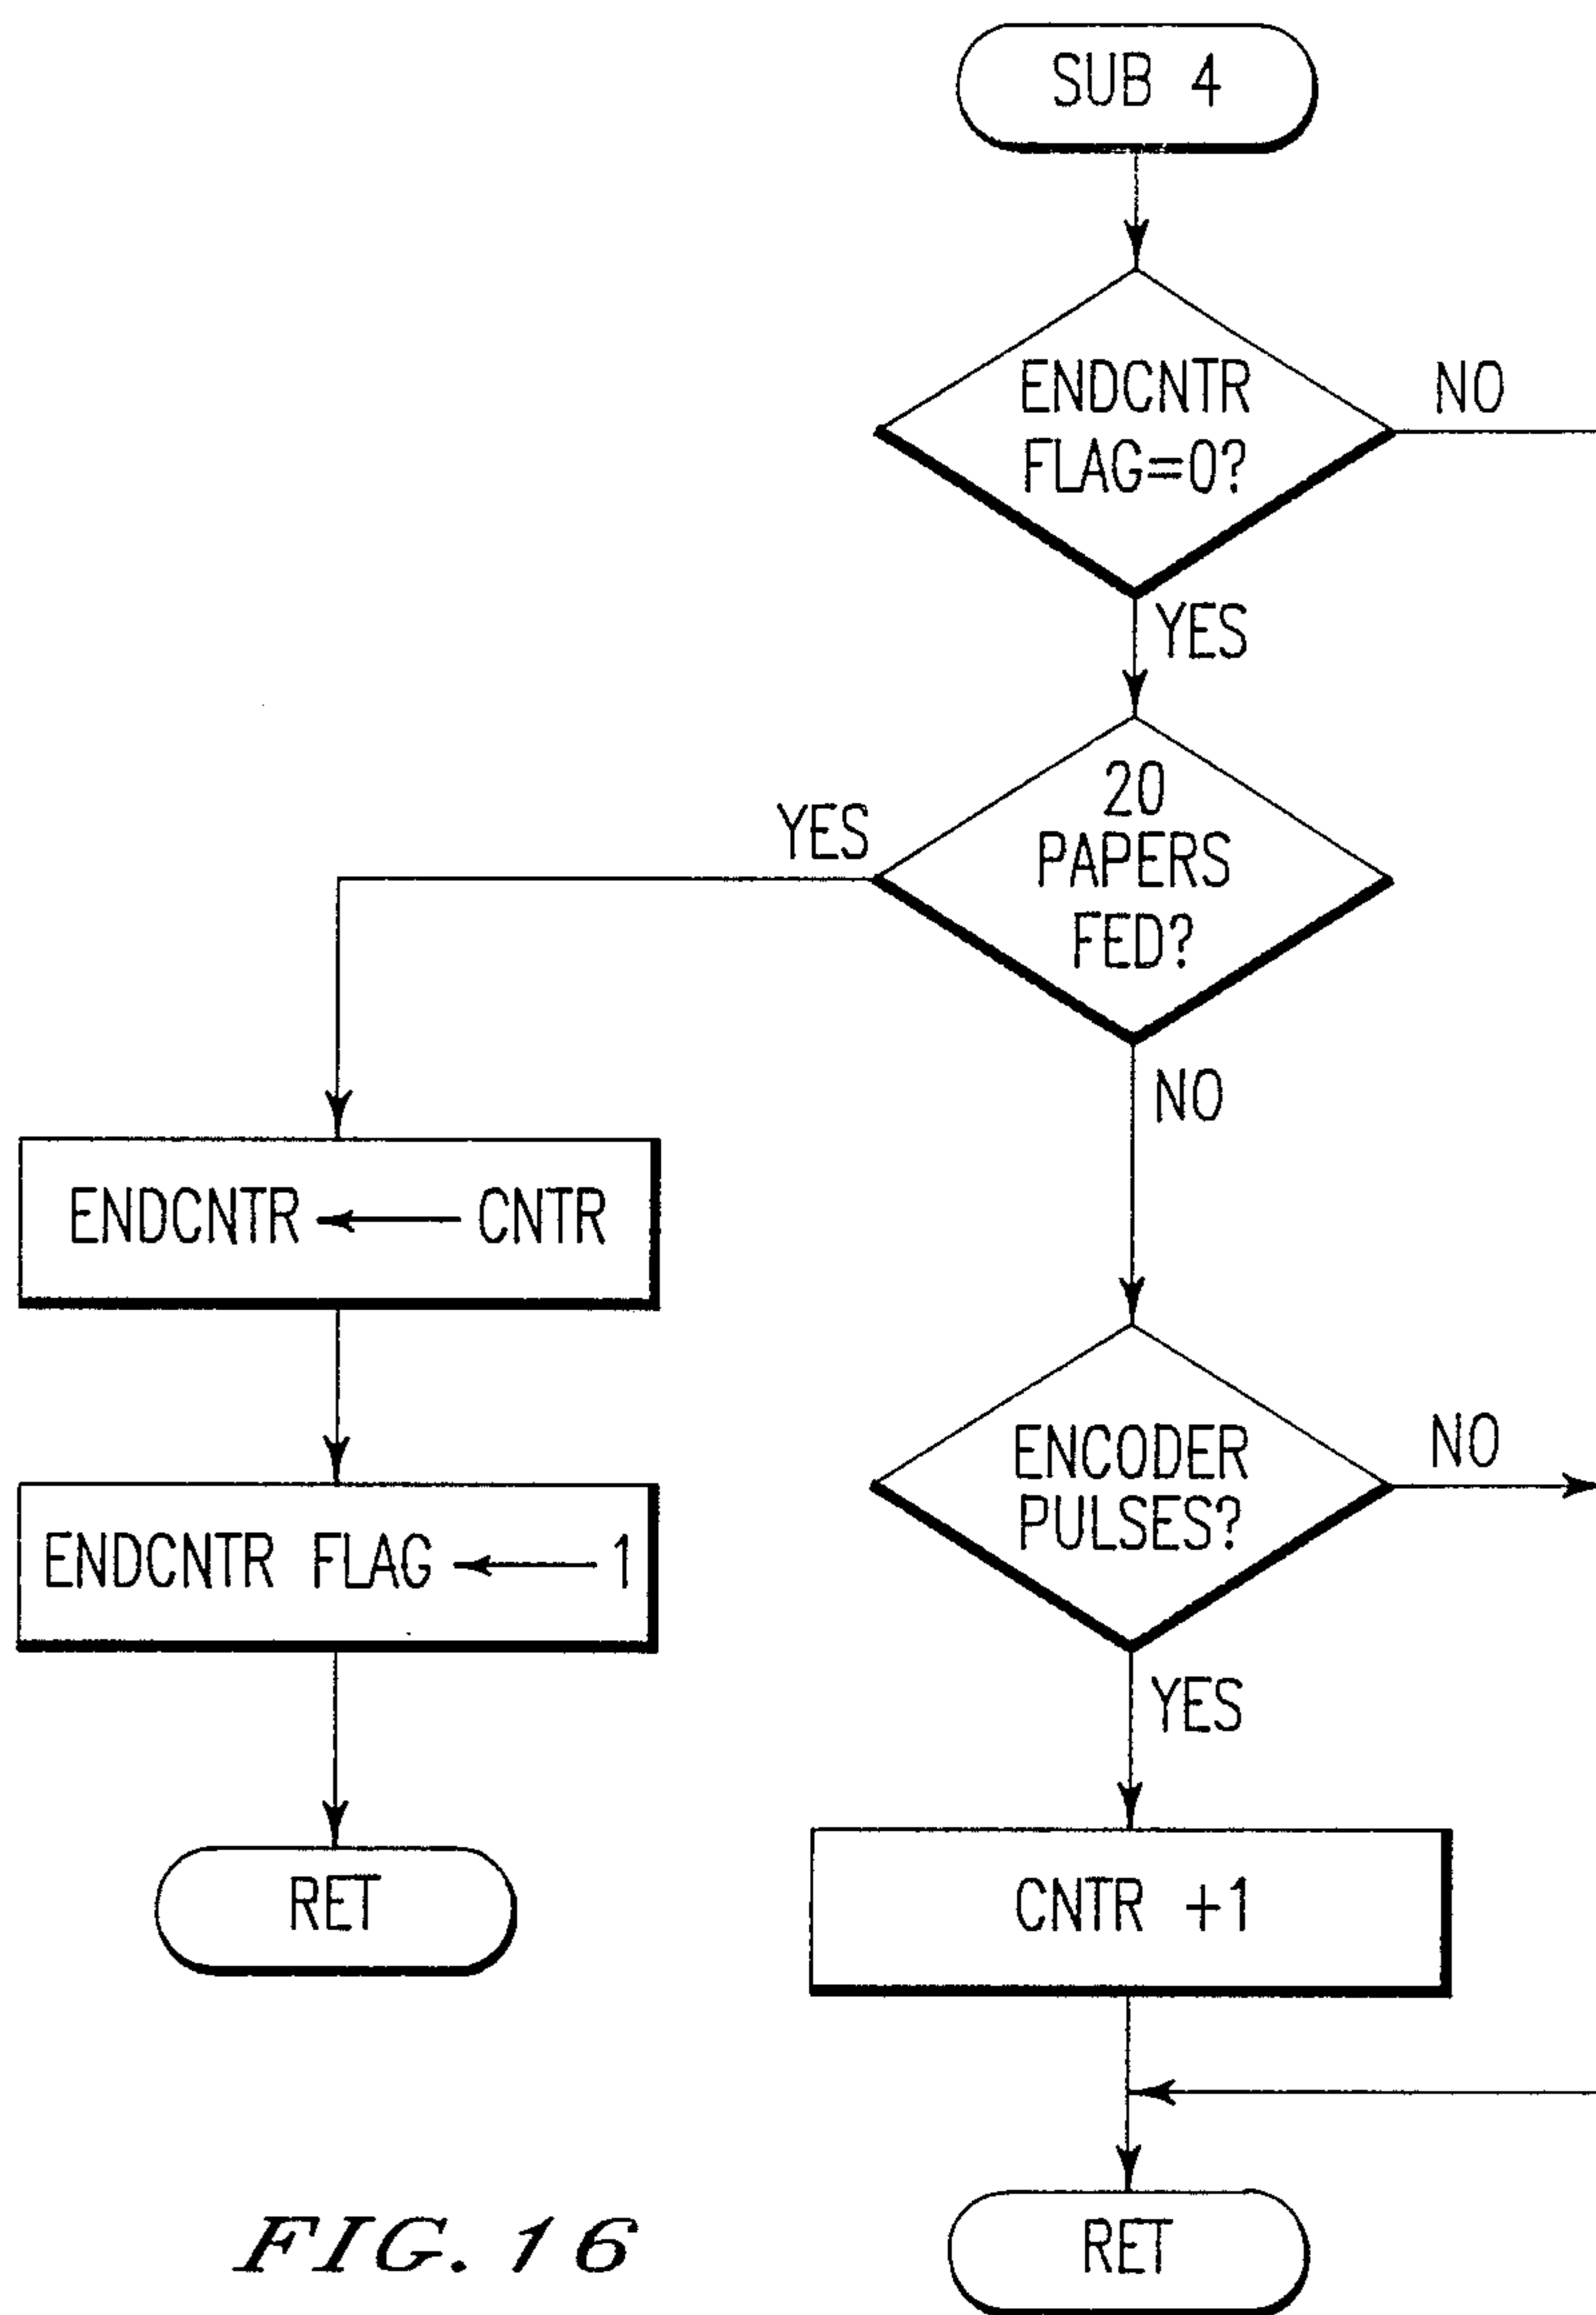 SUB 4
ENDCNTR
FLAG=0?
NO
YES
20
PAPERS
FED?
YES
NO
ENDCNTR ← CNTR
ENDCNTR FLAG ← 1
RET
ENCODER
PULSES?
NO
YES
CNTR +1
RET
FIG. 16